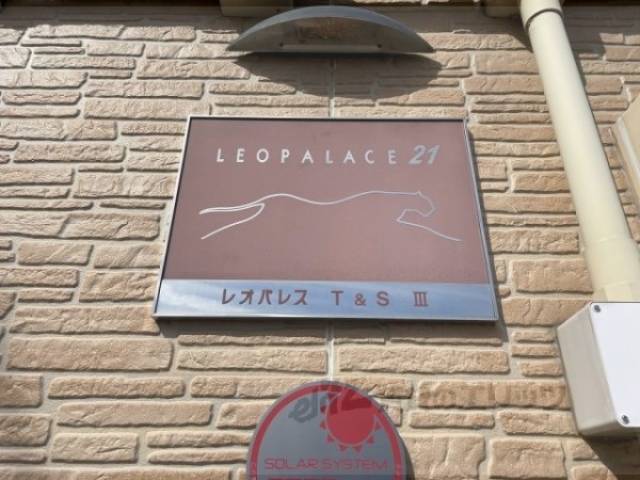 LEOPALACE 21
レオパレス T & S III
SOLAR SYSTEM